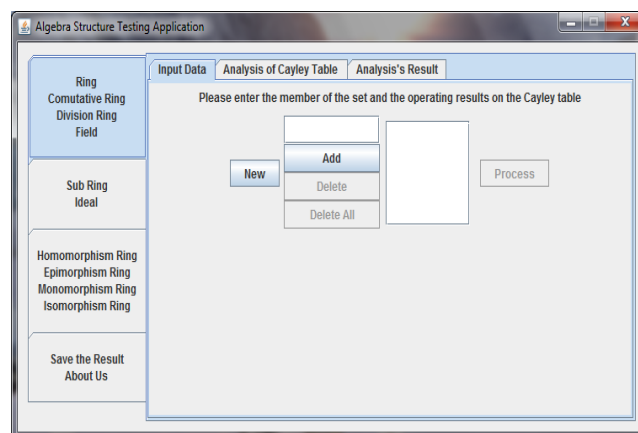 Algebra Structure Testing Application
Ring
Comutative Ring
Division Ring
Field
Sub Ring
Ideal
Homomorphism Ring
Epimorphism Ring
Monomorphism Ring
Isomorphism Ring
Save the Result
About Us
Input Data
Analysis of Cayley Table
Analysis's Result
Please enter the member of the set and the operating results on the Cayley table
New
Add
Delete
Delete All
Process